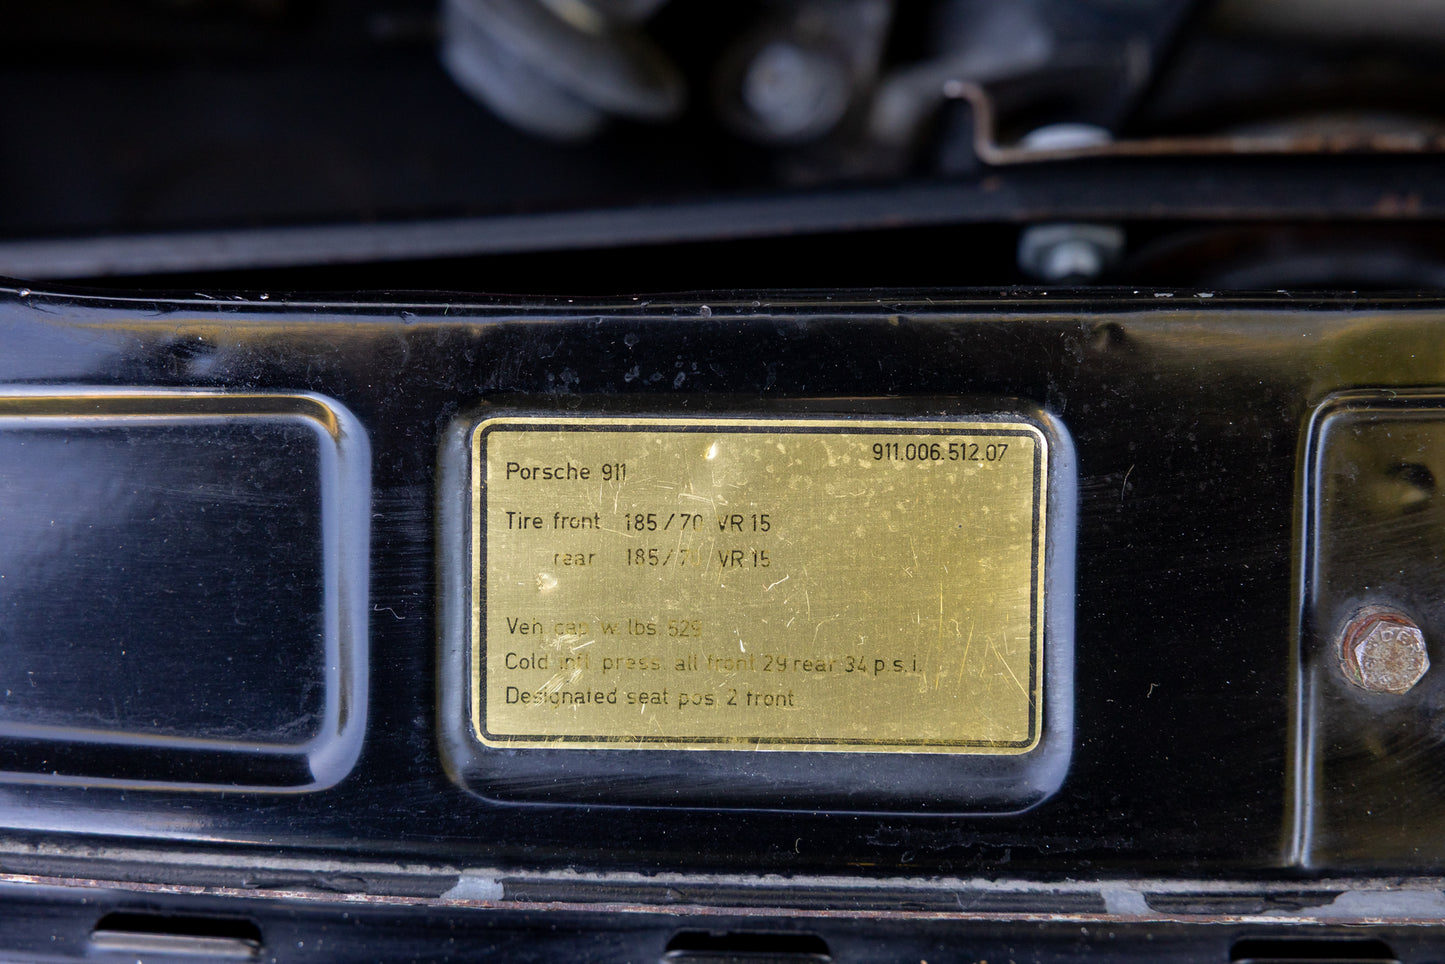 911.006.512.07
Porsche 911
Tire front 185/70 VR 15
rear 185/70 VR 15
Veh cap w lbs 529
Cold infl press all front 29 rear 34 p.s.i.
Designated seat pos 2 front